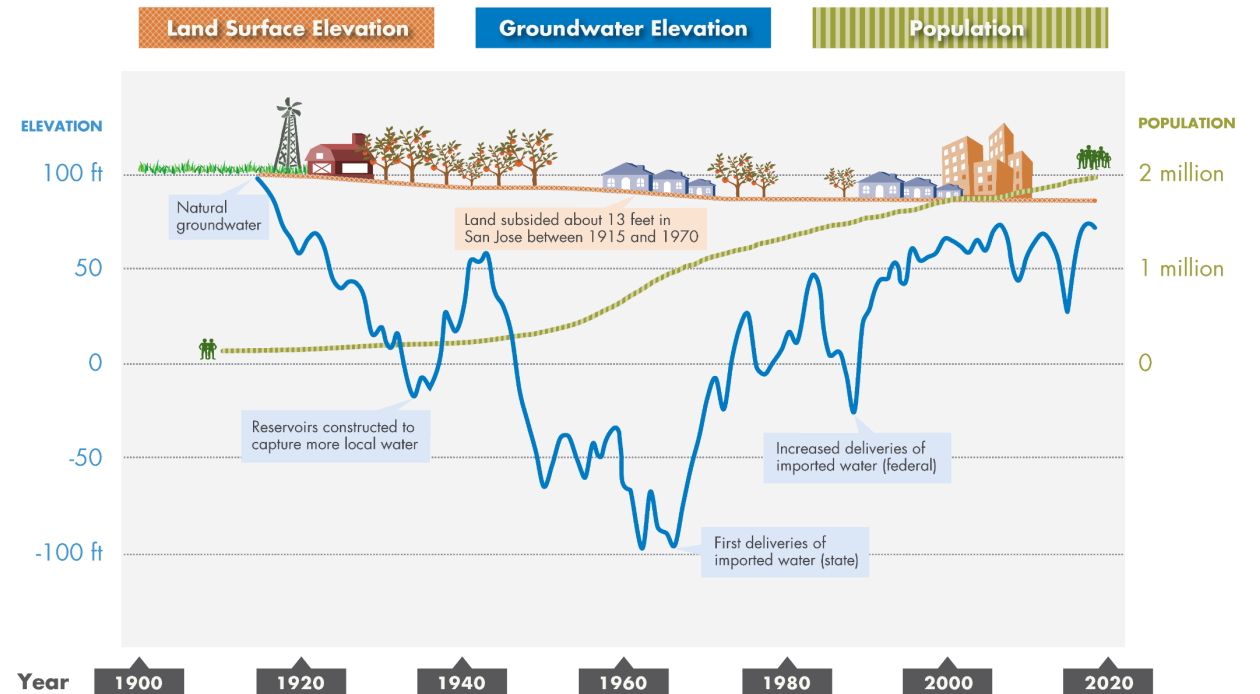 Land Surface Elevation
Groundwater Elevation
Population
ELEVATION
POPULATION
100 ft
2 million
Natural
groundwater
Land subsided about 13 feet in
San Jose between 1915 and 1970
50
1 million
0
0
Reservoirs constructed to
capture more local water
Increased deliveries of
imported water (federal)
-50
-100 ft
First deliveries of
imported water (state)
Year
1900
1920
1940
1960
1980
2000
2020